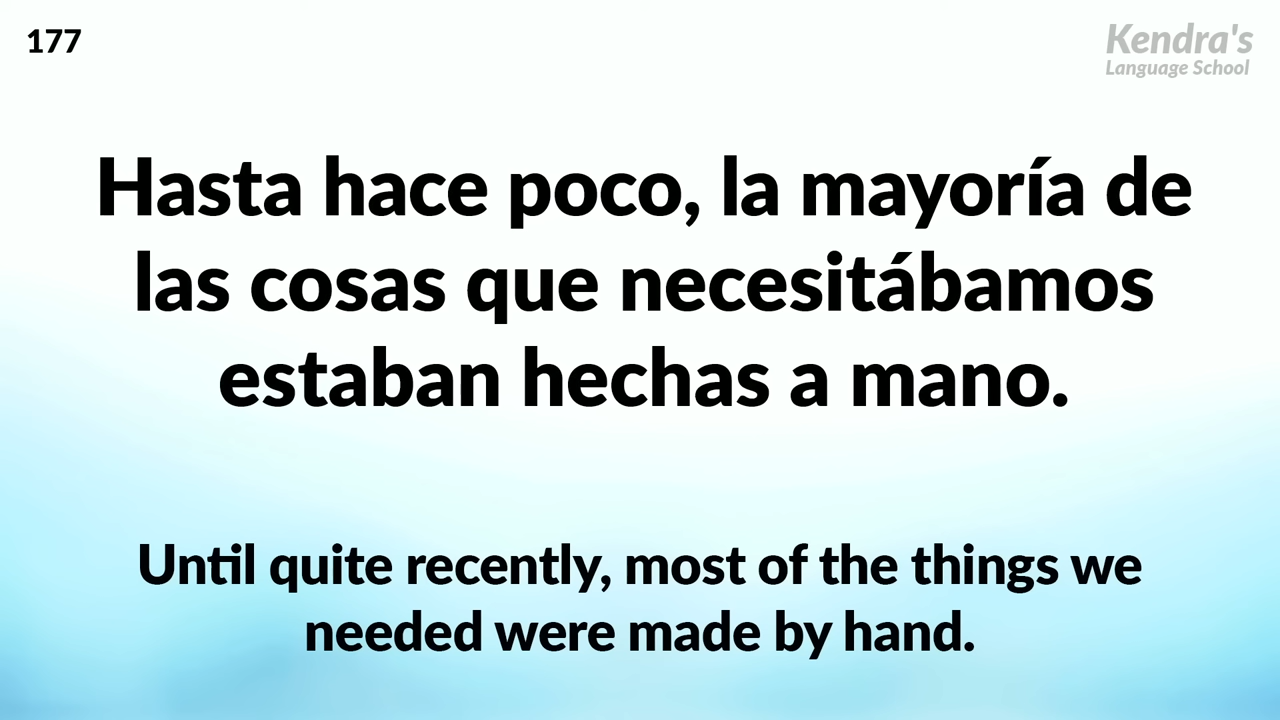 177
Kendra's
Language School
Hasta hace poco, la mayoría de
las cosas que necesitábamos
estaban hechas a mano.
Until quite recently, most of the things we
needed were made by hand.